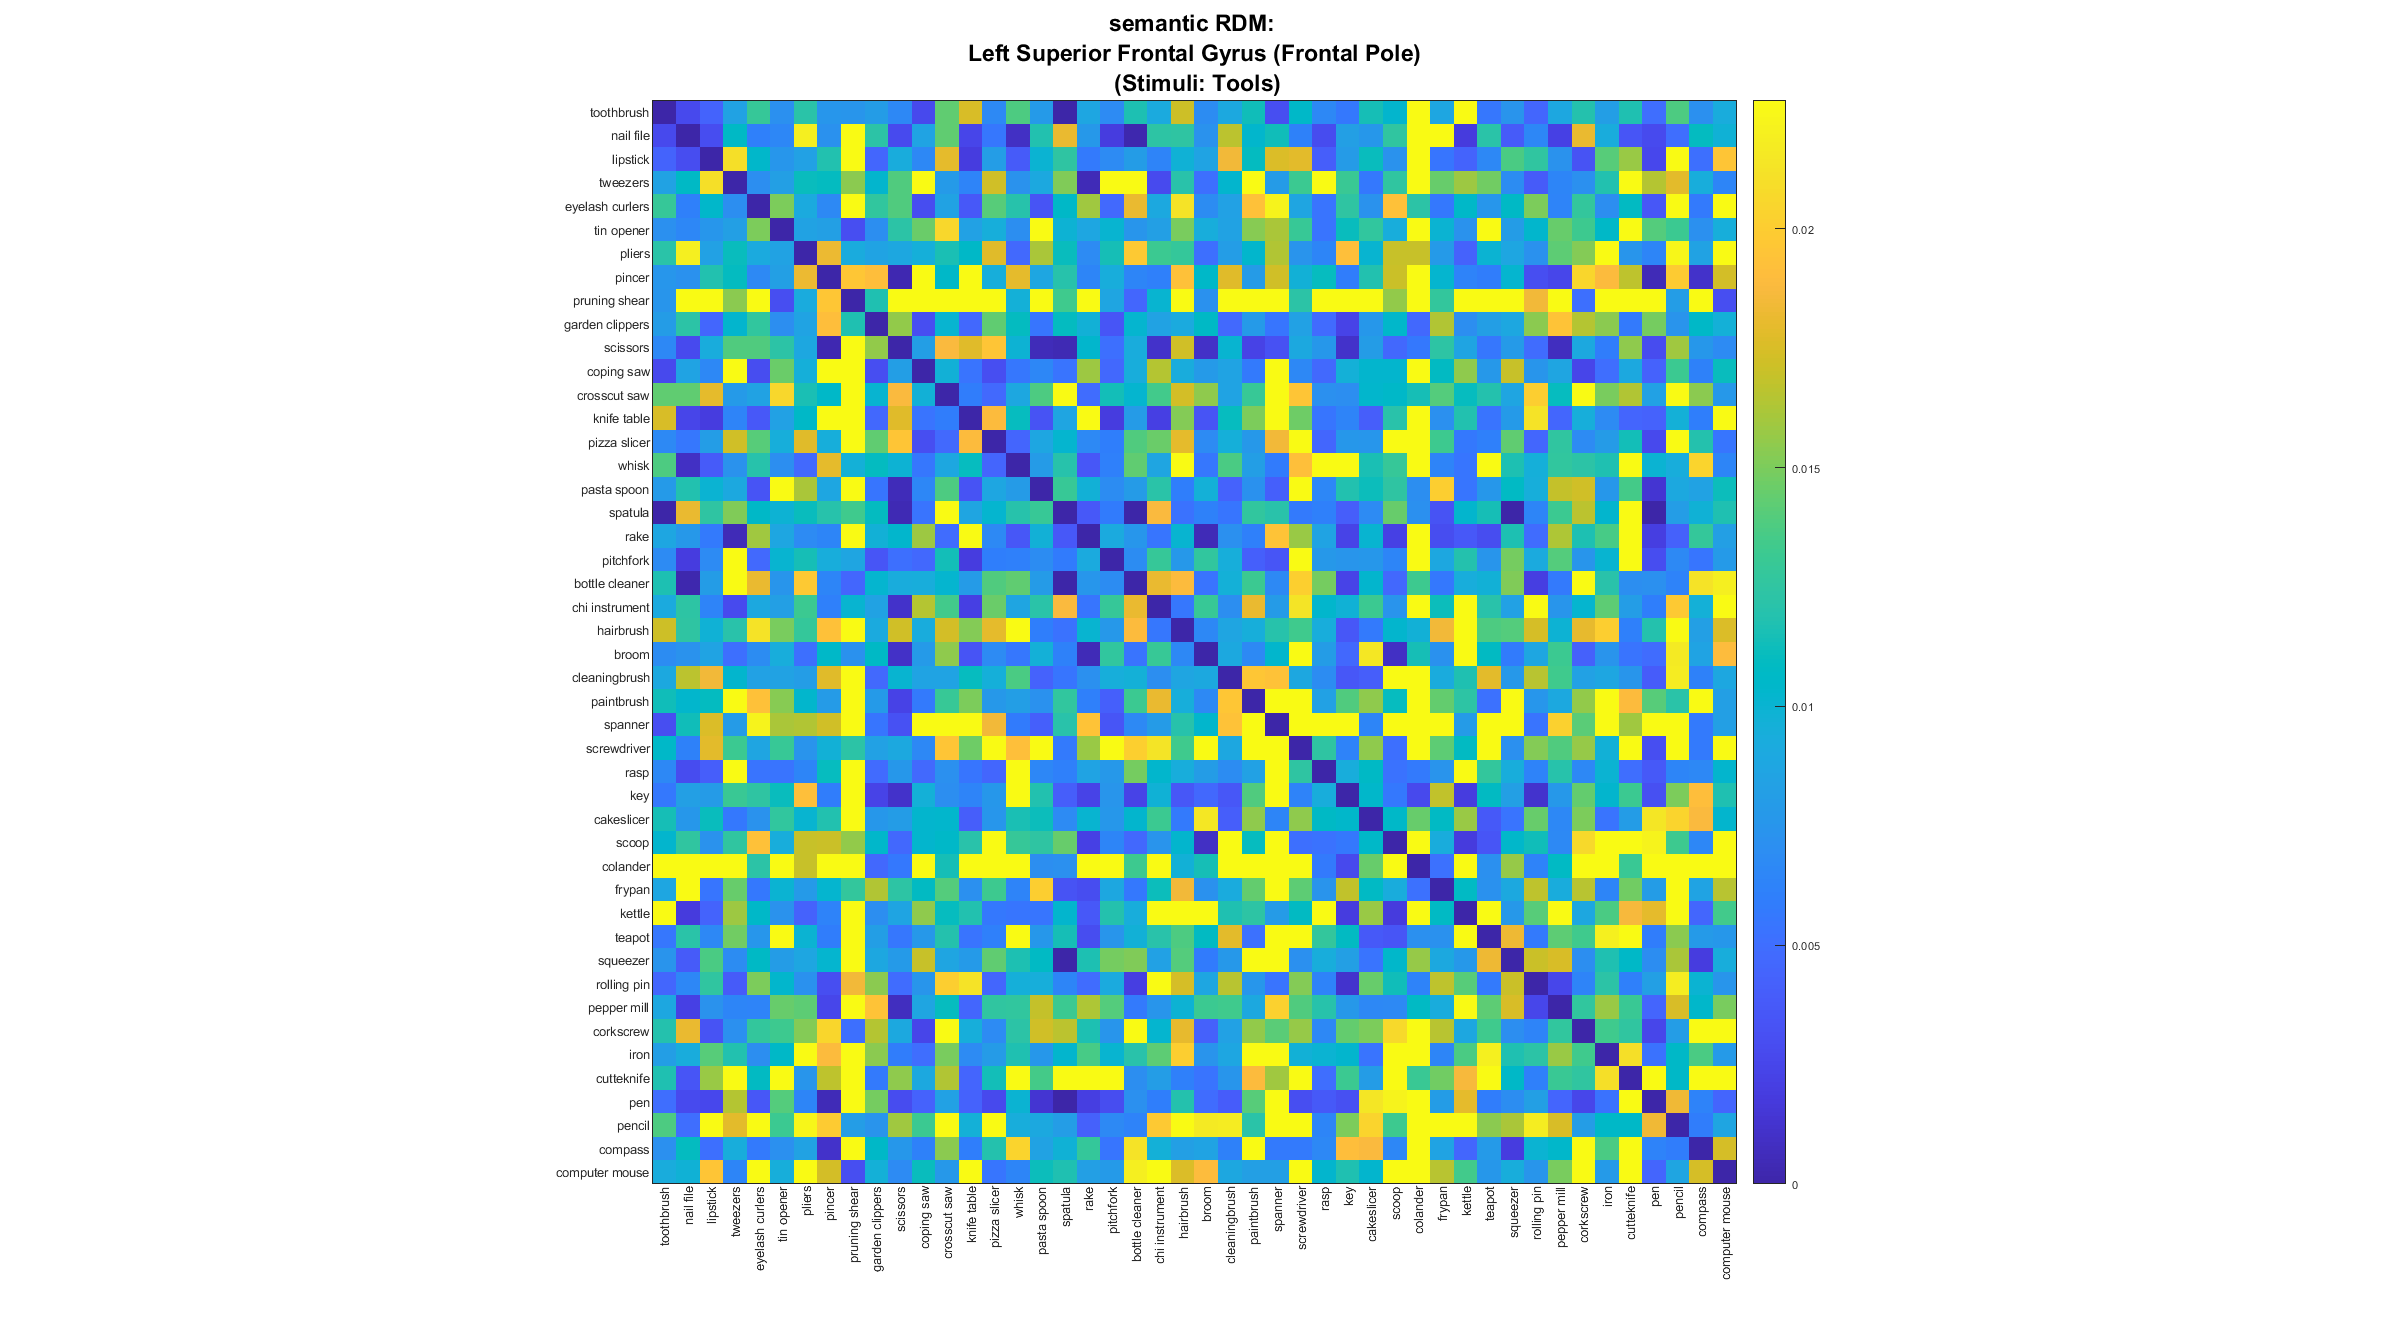 semantic RDM:
Left Superior Frontal Gyrus (Frontal Pole)
(Stimuli: Tools)
toothbrush
nail file
lipstick
tweezers
eyelash curlers
tin opener
pliers
pincer
pruning shear
garden clippers
scissors
coping saw
crosscut saw
knife table
pizza slicer
whisk
pasta spoon
spatula
rake
pitchfork
bottle cleaner
chi instrument
hairbrush
broom
cleaningbrush
paintbrush
spanner
screwdriver
rasp
key
cakeslicer
scoop
colander
frypan
kettle
teapot
squeezer
rolling pin
pepper mill
corkscrew
iron
cutteknife
pen
pencil
compass
computer mouse
toothbrush
nail file
lipstick
tweezers
eyelash curlers
tin opener
pliers
pincer
pruning shear
garden clippers
scissors
coping saw
crosscut saw
knife table
pizza slicer
whisk
pasta spoon
spatula
rake
pitchfork
bottle cleaner
chi instrument
hairbrush
broom
cleaningbrush
paintbrush
spanner
screwdriver
rasp
key
cakeslicer
scoop
colander
frypan
kettle
teapot
squeezer
rolling pin
pepper mill
corkscrew
iron
cutteknife
pen
pencil
compass
computer mouse
0.02
0.015
0.01
0.005
0